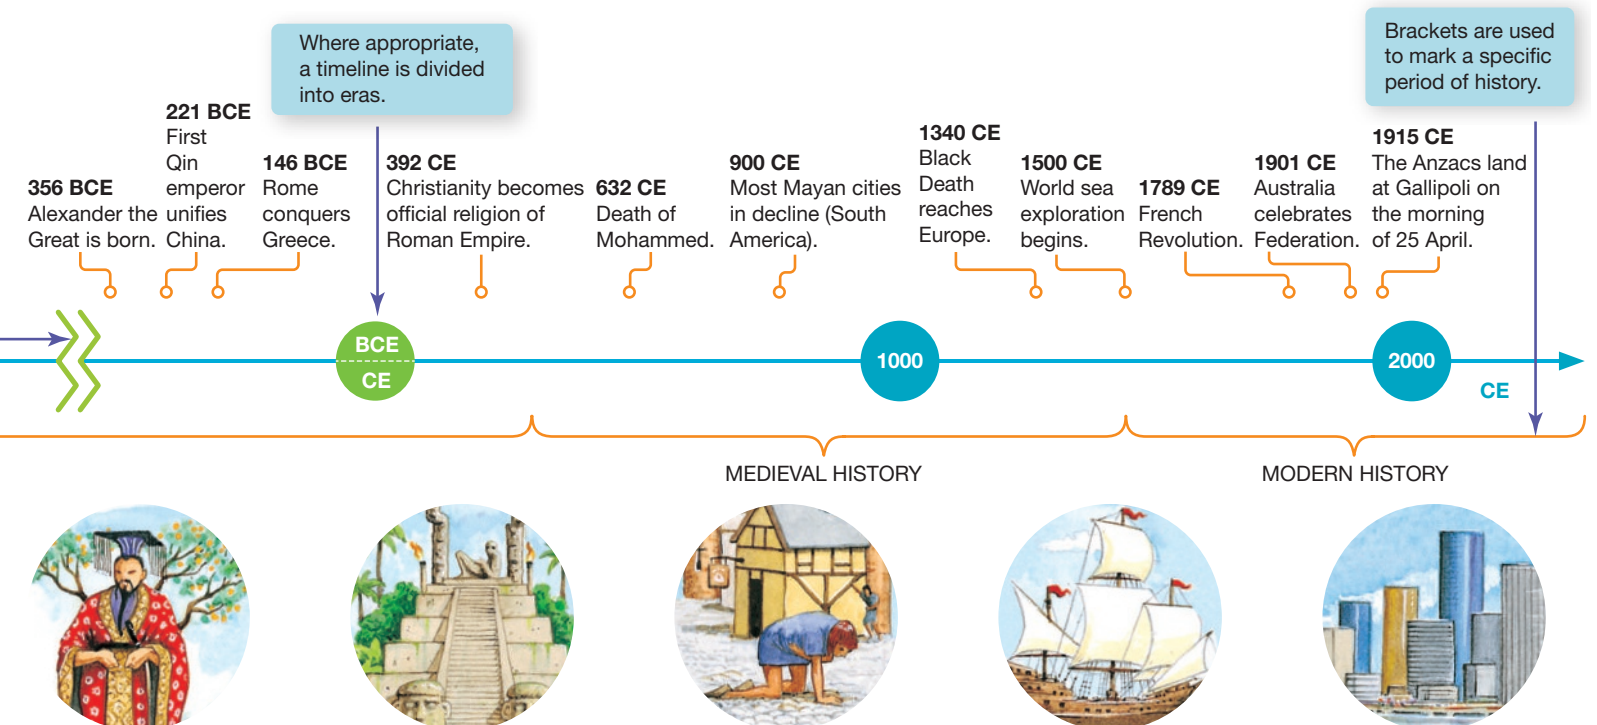 Where appropriate,
a timeline is divided
into eras.
Brackets are used
to mark a specific
period of history.
356 BCE
Alexander the
Great is born.
221 BCE
First
Qin
emperor
unifies
China.
146 BCE
Rome
conquers
Greece.
392 CE
Christianity becomes
official religion of
Roman Empire.
632 CE
Death of
Mohammed.
900 CE
Most Mayan cities
in decline (South
America).
1340 CE
Black
Death
reaches
Europe.
1500 CE
World sea
exploration
begins.
1789 CE
French
Revolution.
1901 CE
Australia
celebrates
Federation.
1915 CE
The Anzacs land
at Gallipoli on
the morning
of 25 April.
BCE
CE
1000
2000
CE
MEDIEVAL HISTORY
MODERN HISTORY